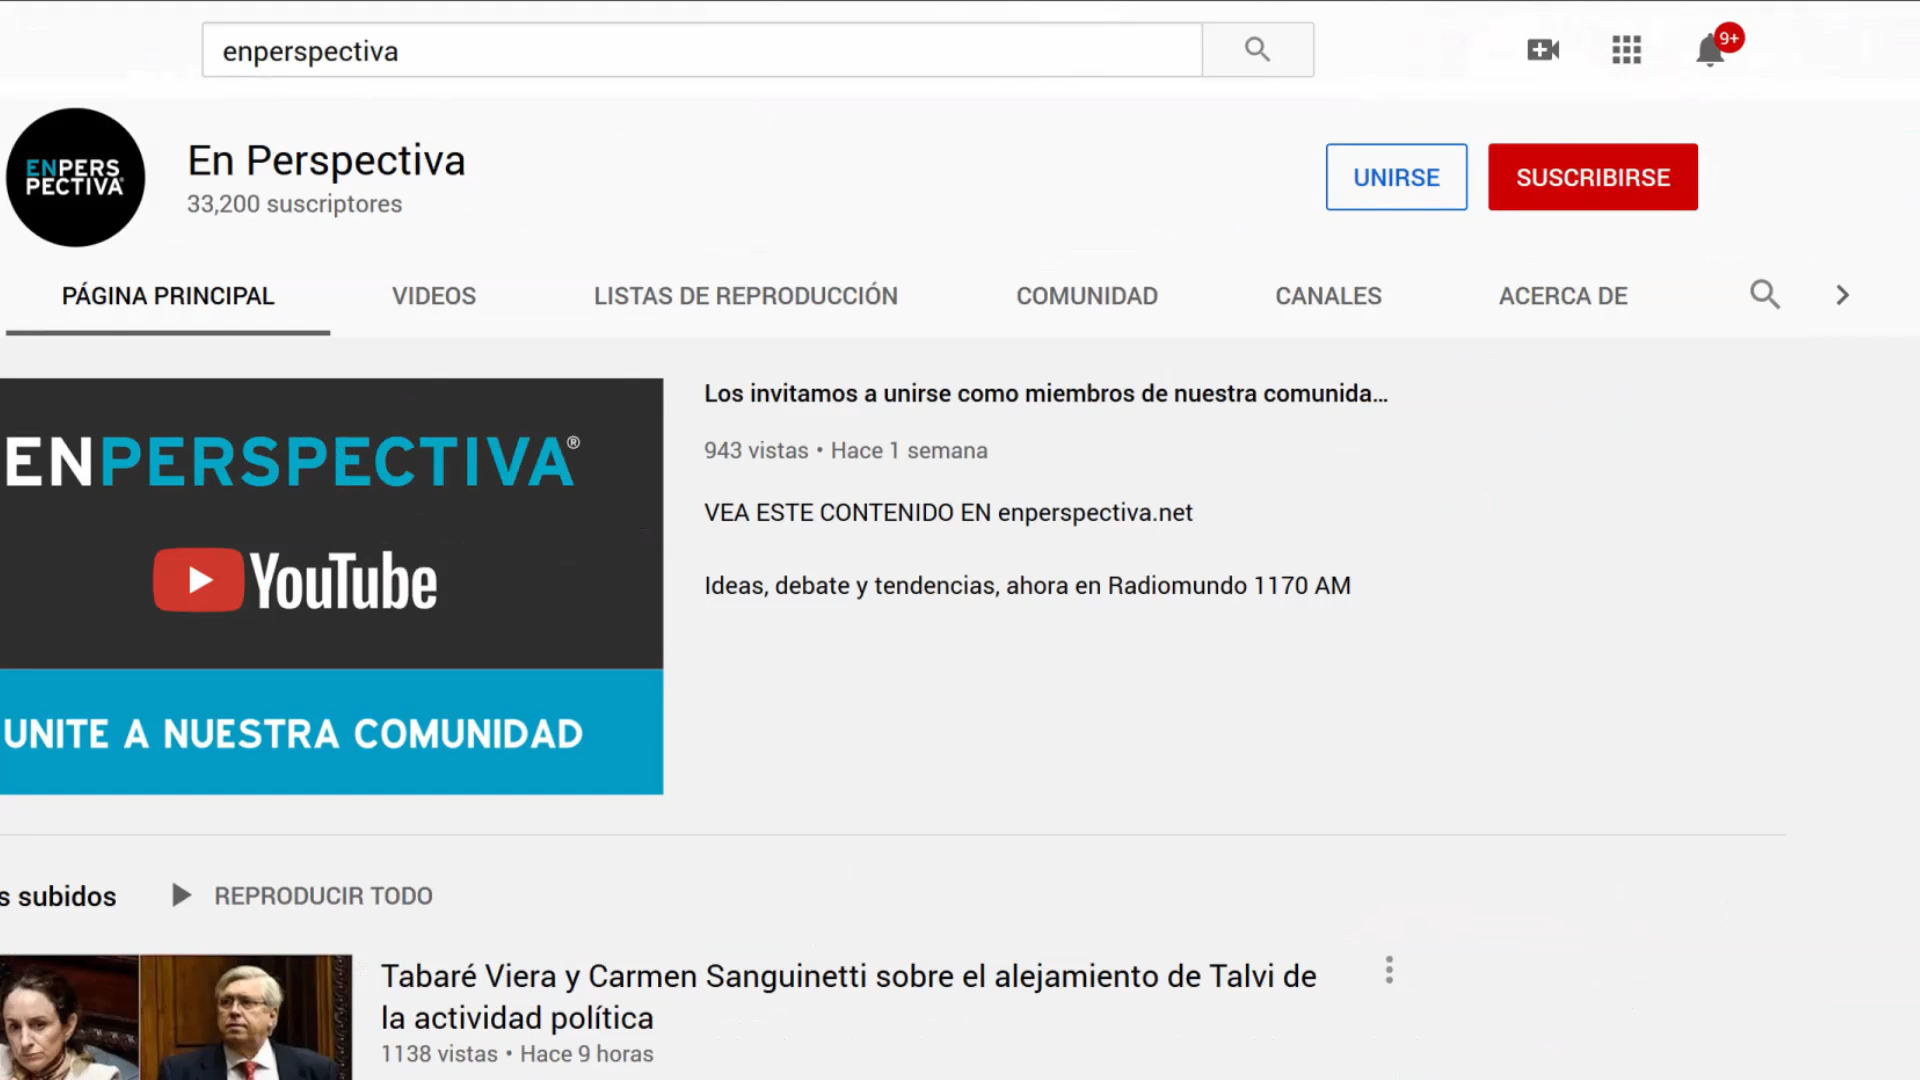 enperspectiva
9+
ENPERS
PECTIVA
En Perspectiva
33,200 suscriptores
UNIRSE
SUSCRIBIRSE
PÁGINA PRINCIPAL
VIDEOS
LISTAS DE REPRODUCCIÓN
COMUNIDAD
CANALES
ACERCA DE
ENPERSPECTIVA®
YouTube
UNITE A NUESTRA COMUNIDAD
Los invitamos a unirse como miembros de nuestra comunida...
943 vistas • Hace 1 semana
VEA ESTE CONTENIDO EN enperspectiva.net
Ideas, debate y tendencias, ahora en Radiomundo 1170 AM
s subidos
REPRODUCIR TODO
Tabaré Viera y Carmen Sanguinetti sobre el alejamiento de Talvi de
la actividad política
1138 vistas • Hace 9 horas